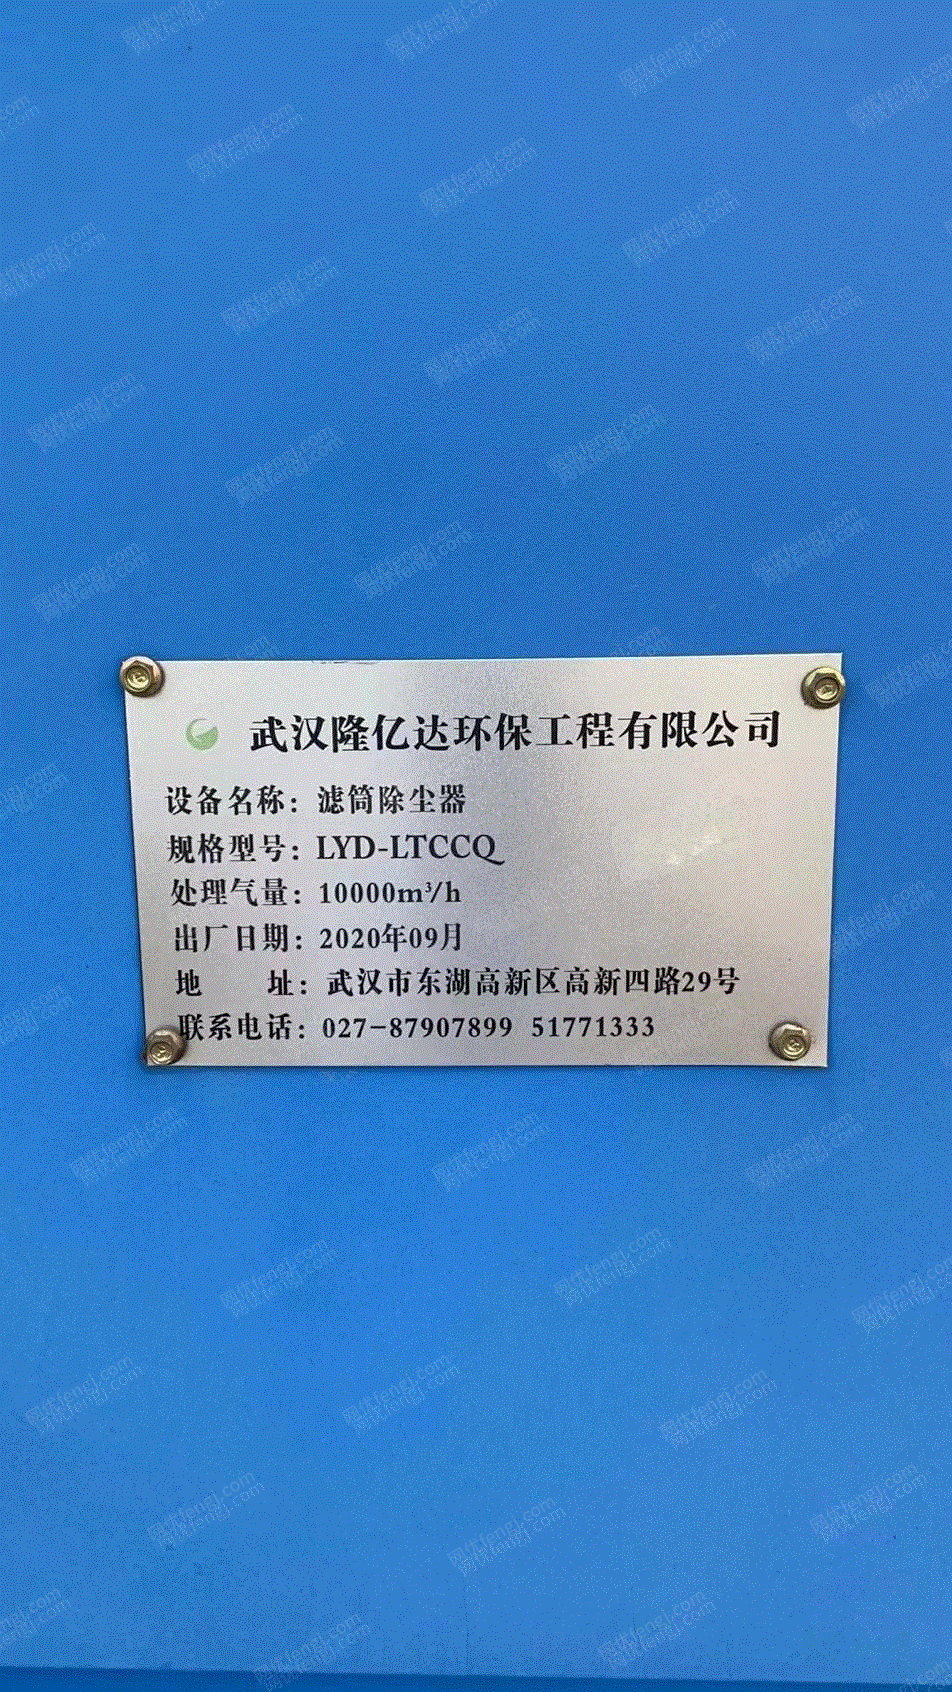 武汉隆亿达环保工程有限公司
设备名称：滤筒除尘器
规格型号：LYD-LTCCQ
处理气量：10000m³/h
出厂日期：2020年09月
地　　址：武汉市东湖高新区高新四路29号
联系电话：027-87907899 51771333